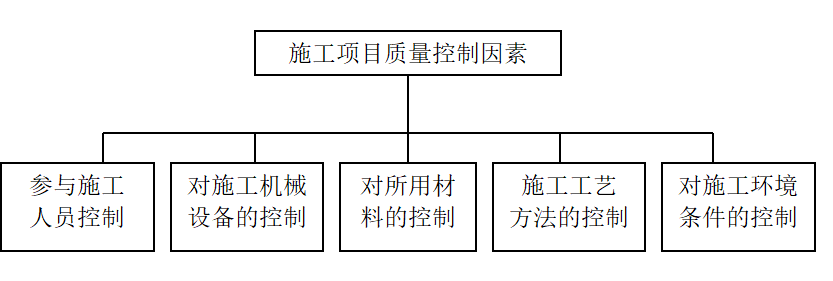 施工项目质量控制因素
参与施工
人员控制
对施工机械
设备的控制
对所用材
料的控制
施工工艺
方法的控制
对施工环境
条件的控制